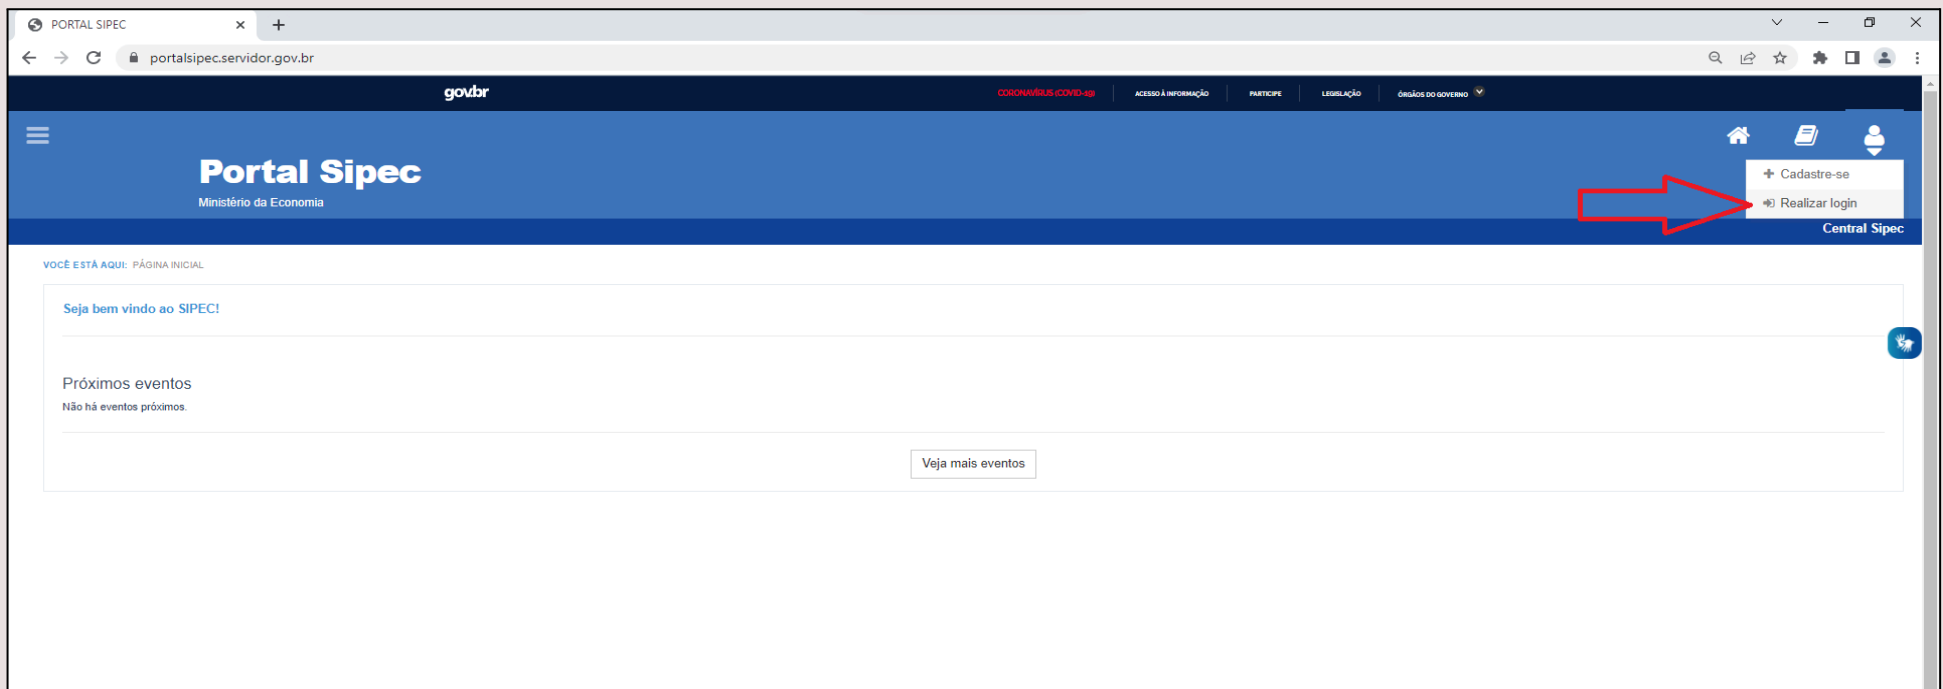 PORTAL SIPEC
portalsipec.servidor.gov.br
gov.br CORONAVÍRUS (COVID-19) ACESSO À INFORMAÇÃO PARTICIPE LEGISLAÇÃO ÓRGÃOS DO GOVERNO
Portal Sipec
Ministério da Economia
Cadastre-se
Realizar login
Central Sipec
VOCÊ ESTÁ AQUI: PÁGINA INICIAL
Seja bem vindo ao SIPEC!
Próximos eventos
Não há eventos próximos.
Veja mais eventos